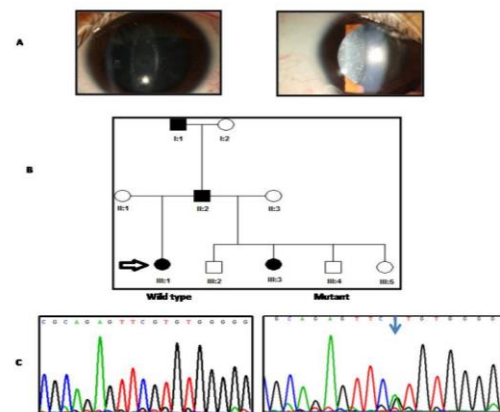 A
B
I:1
I:2
II:1
II:2
II:3
III:1
III:2
III:3
III:4
III:5
Wild type
Mutant
C
C G C A G A G T T C G T G T G G G G G
G C A G A G T T C T G T G G G G